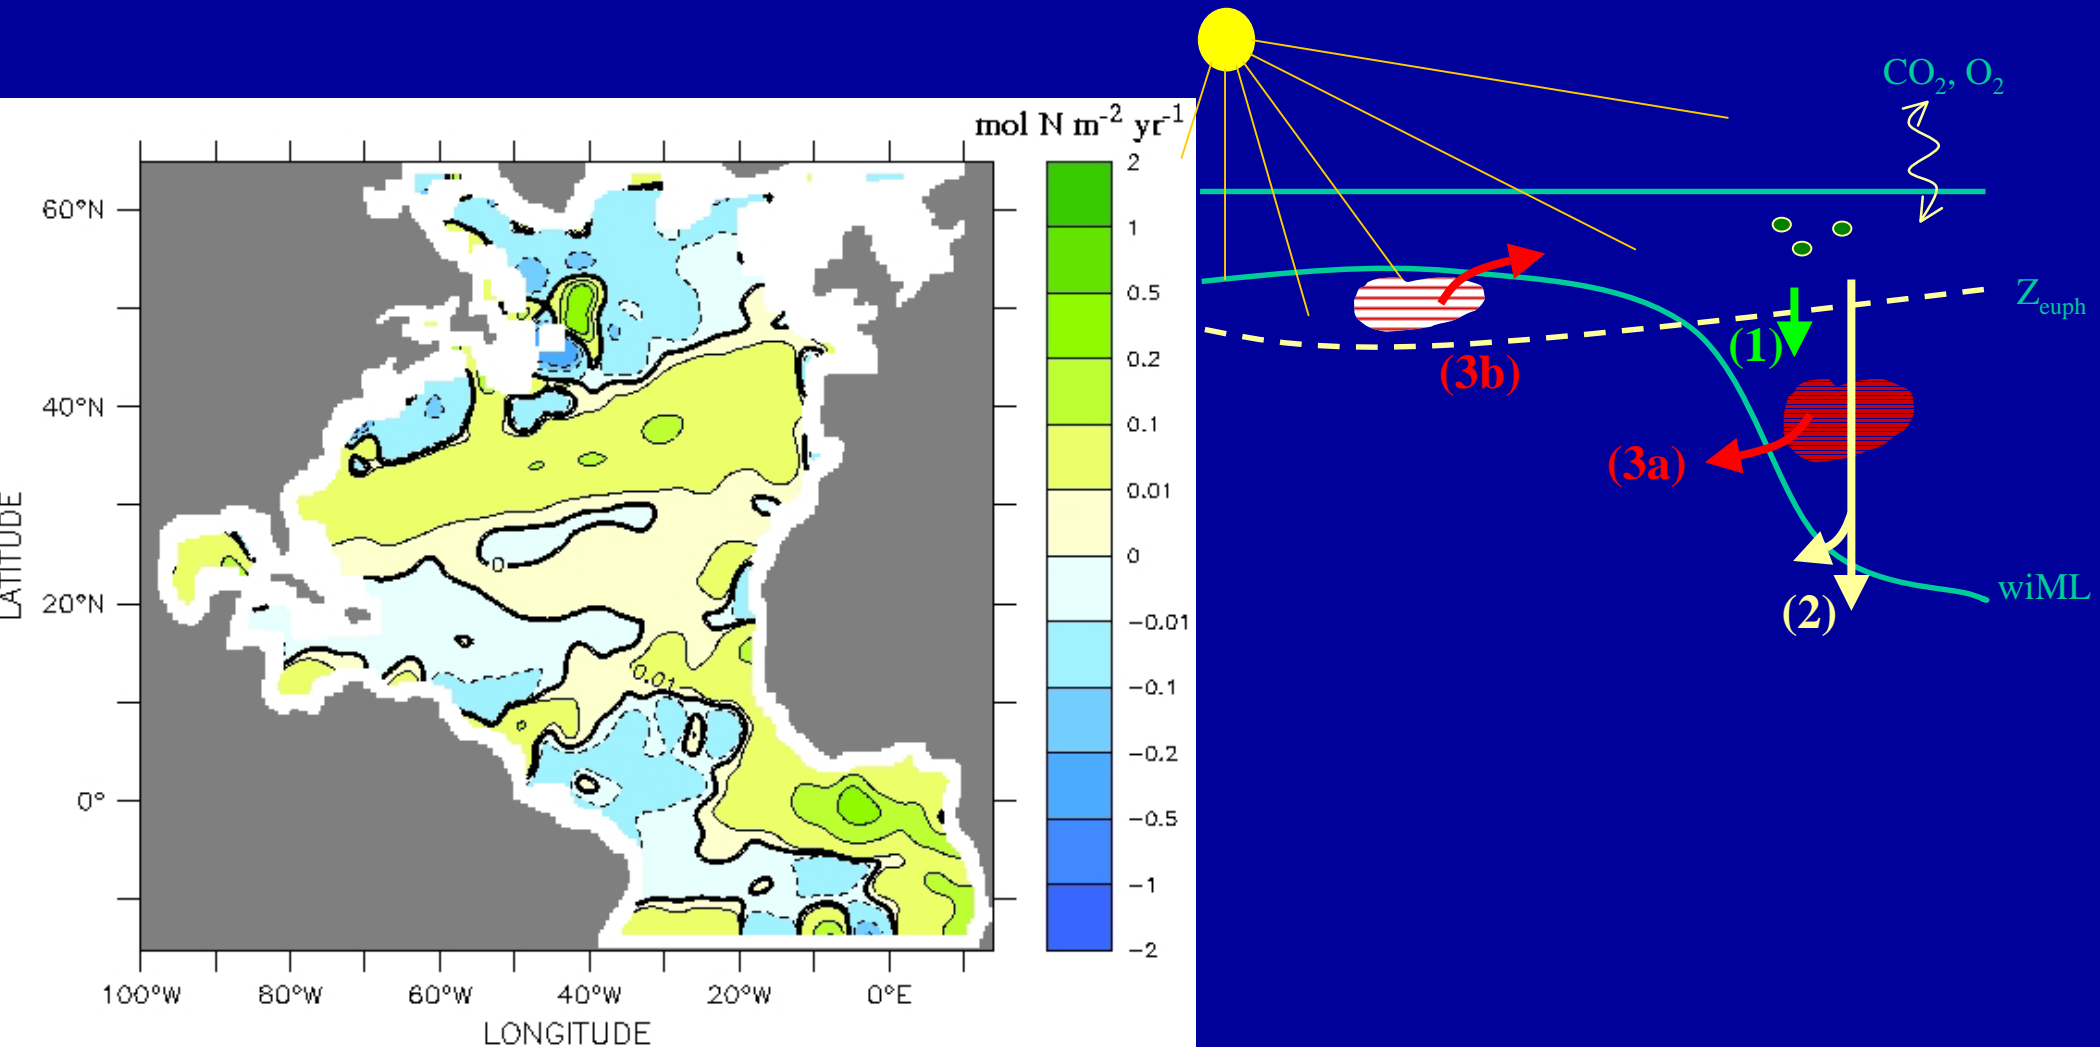 mol N m⁻² yr⁻¹
2
1
0.5
0.2
0.1
0.01
0
−0.01
−0.1
−0.2
−0.5
−1
−2
60°N
40°N
20°N
0°
LATITUDE
0
0.01
100°W 80°W 60°W 40°W 20°W 0°E
LONGITUDE
CO₂, O₂
Zeuph
(1)
(3b)
(3a)
wiML
(2)